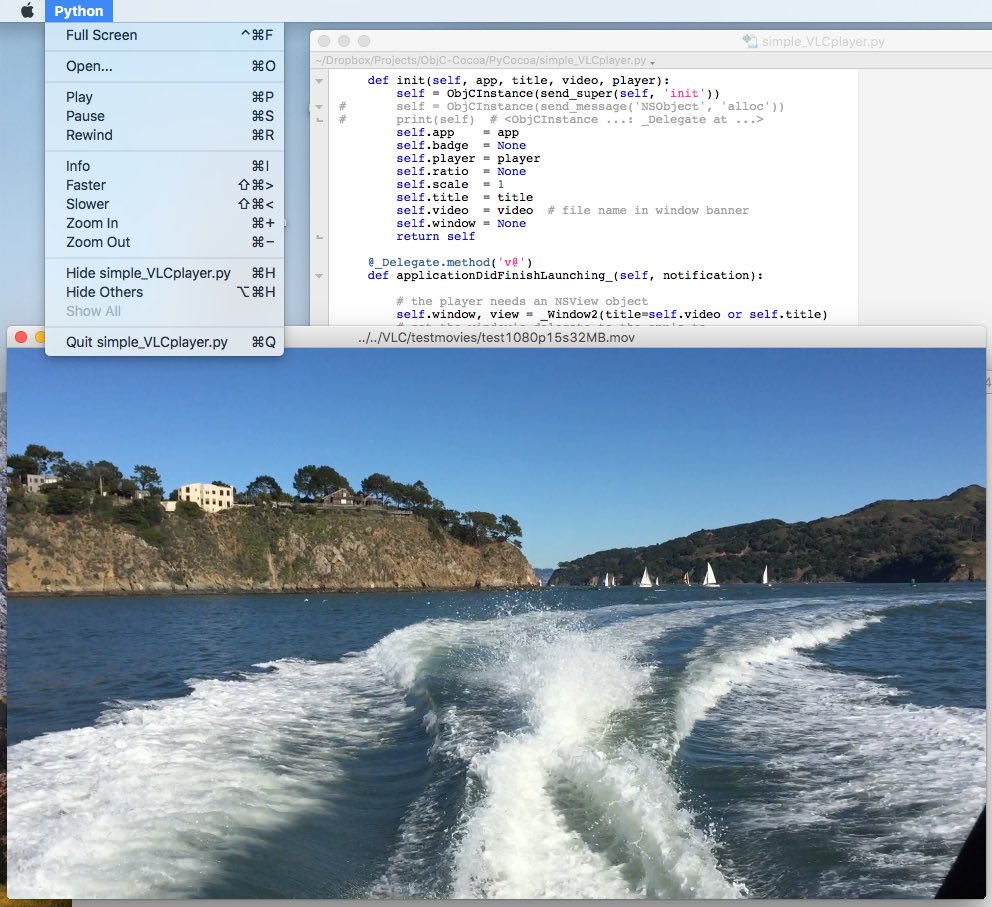 Python
Full Screen ^⌘F
Open... ⌘O
Play ⌘P
Pause ⌘S
Rewind ⌘R
Info ⌘I
Faster ⇧⌘>
Slower ⇧⌘<
Zoom In ⌘+
Zoom Out ⌘−
Hide simple_VLCplayer.py ⌘H
Hide Others ⌥⌘H
Show All
Quit simple_VLCplayer.py ⌘Q
simple_VLCplayer.py
~/Dropbox/Projects/ObjC-Cocoa/PyCocoa/simple_VLCplayer.py
def init(self, app, title, video, player):
self = ObjCInstance(send_super(self, 'init'))
# self = ObjCInstance(send_message('NSObject', 'alloc'))
# print(self) # <ObjCInstance ...: _Delegate at ...>
self.app = app
self.badge = None
self.player = player
self.ratio = None
self.scale = 1
self.title = title
self.video = video # file name in window banner
self.window = None
return self
@_Delegate.method('v@')
def applicationDidFinishLaunching_(self, notification):
# the player needs an NSView object
self.window, view = _Window2(title=self.video or self.title)
../../VLC/testmovies/test1080p15s32MB.mov